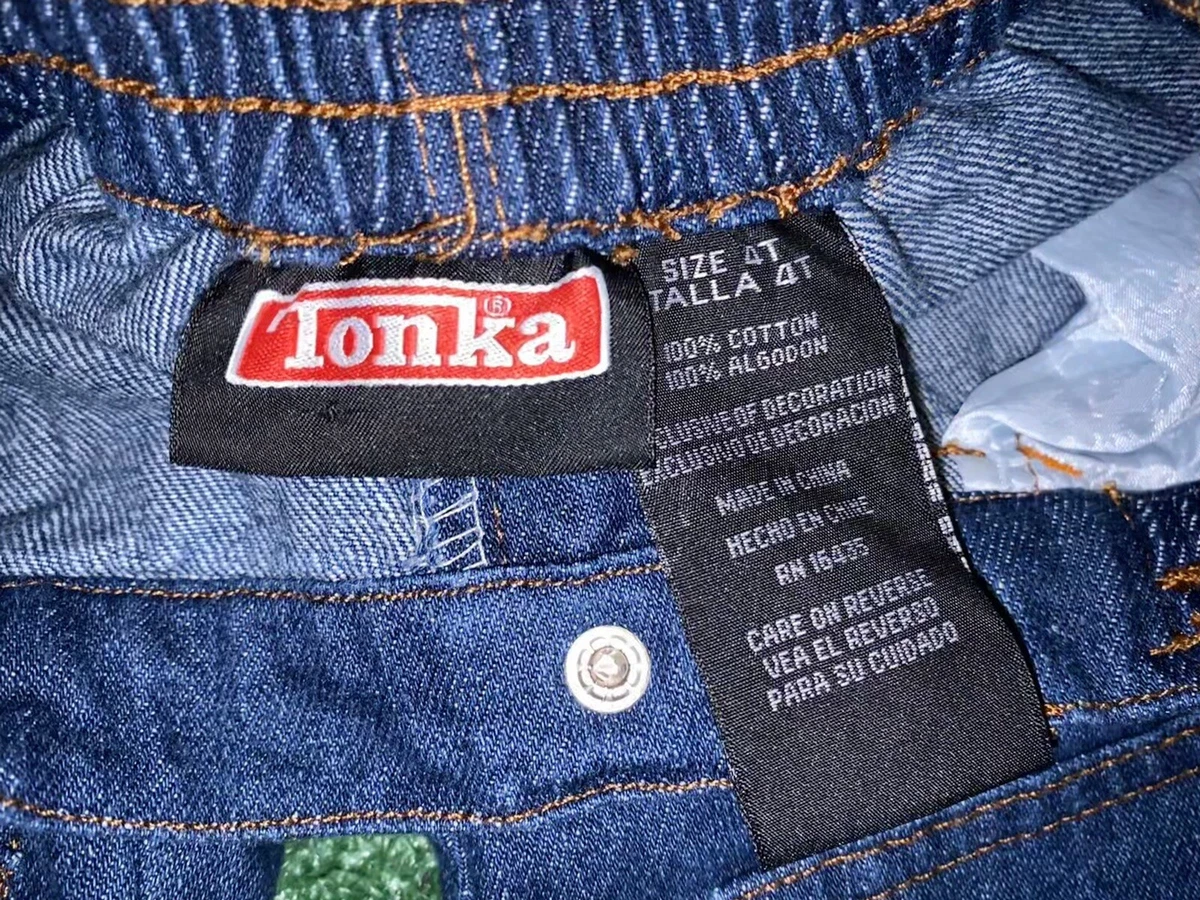 Tonka®
SIZE 4T
TALLA 4T
100% COTTON
100% ALGODON
EXCLUSIVE OF DECORATION
EXCLUSIVO DE DECORACION
MADE IN CHINA
HECHO EN CHINE
RN 16435
CARE ON REVERSE
VEA EL REVERSO
PARA SU CUIDADO